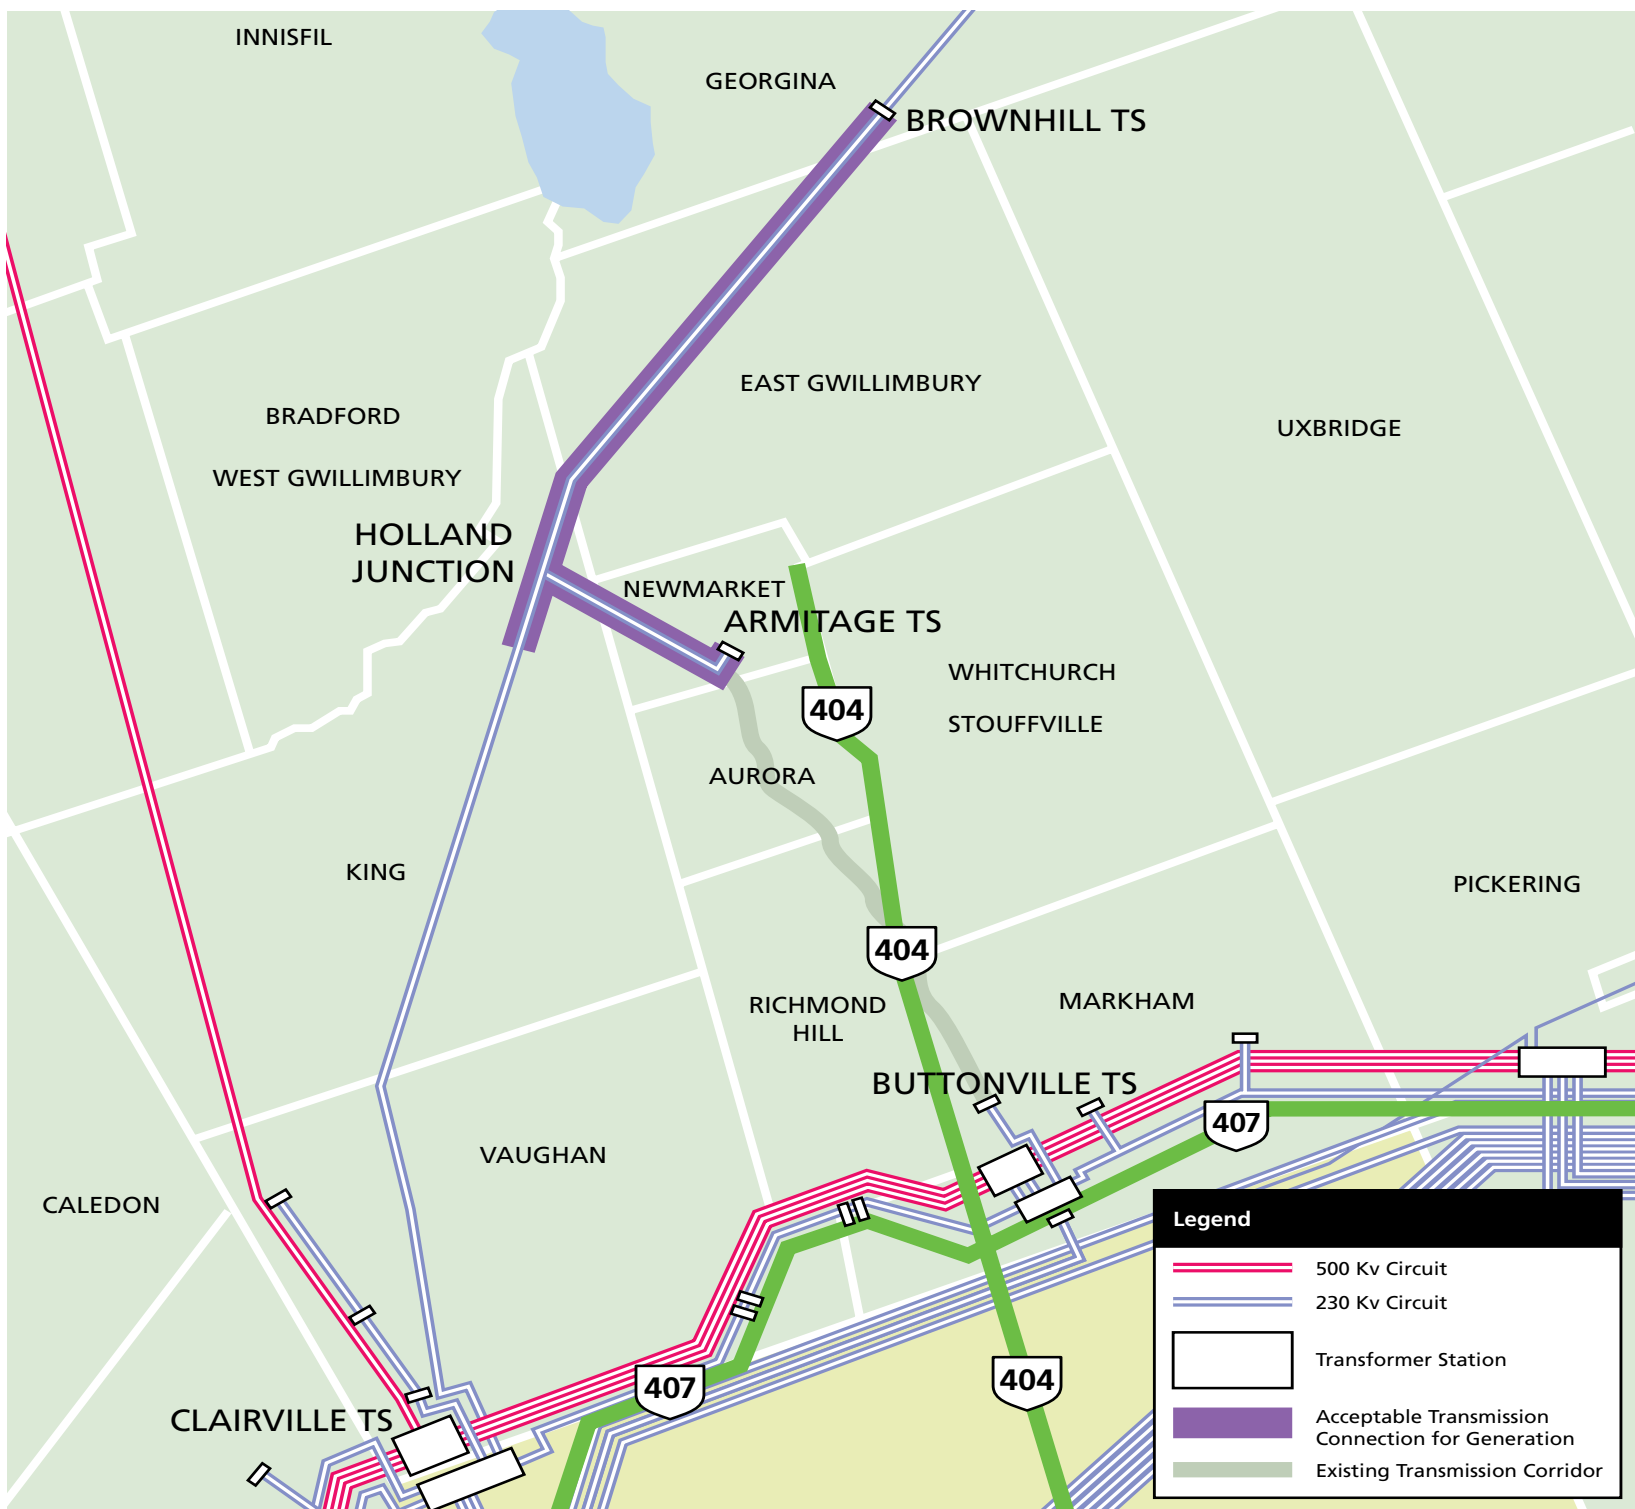 INNISFIL
GEORGINA
BROWNHILL TS
EAST GWILLIMBURY
BRADFORD
WEST GWILLIMBURY
UXBRIDGE
HOLLAND
JUNCTION
NEWMARKET
ARMITAGE TS
WHITCHURCH
STOUFFVILLE
404
AURORA
KING
PICKERING
404
RICHMOND
HILL
MARKHAM
BUTTONVILLE TS
407
VAUGHAN
CALEDON
407
404
CLAIRVILLE TS
Legend
500 Kv Circuit
230 Kv Circuit
Transformer Station
Acceptable Transmission
Connection for Generation
Existing Transmission Corridor